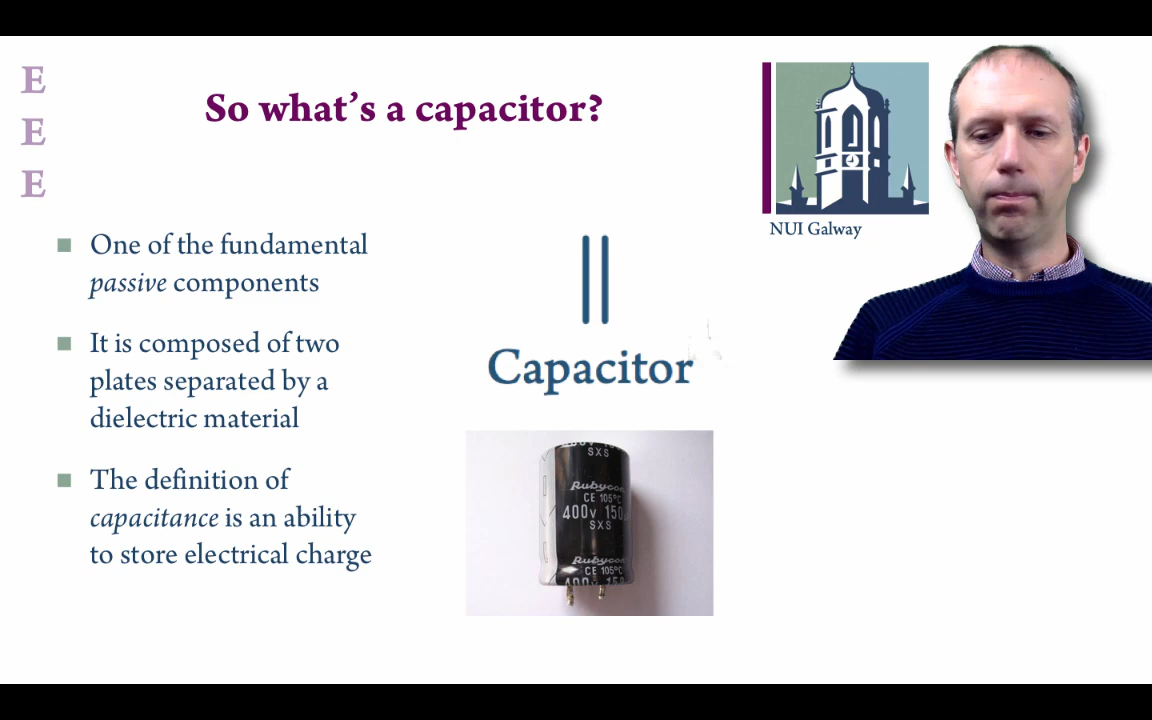 E
E
E
So what's a capacitor?
NUI Galway
One of the fundamental
passive components
It is composed of two
plates separated by a
dielectric material
The definition of
capacitance is an ability
to store electrical charge
Capacitor
SXS
Rubycon
CE 105°C
400v 150
SXS
Rubycon
CE 105°C